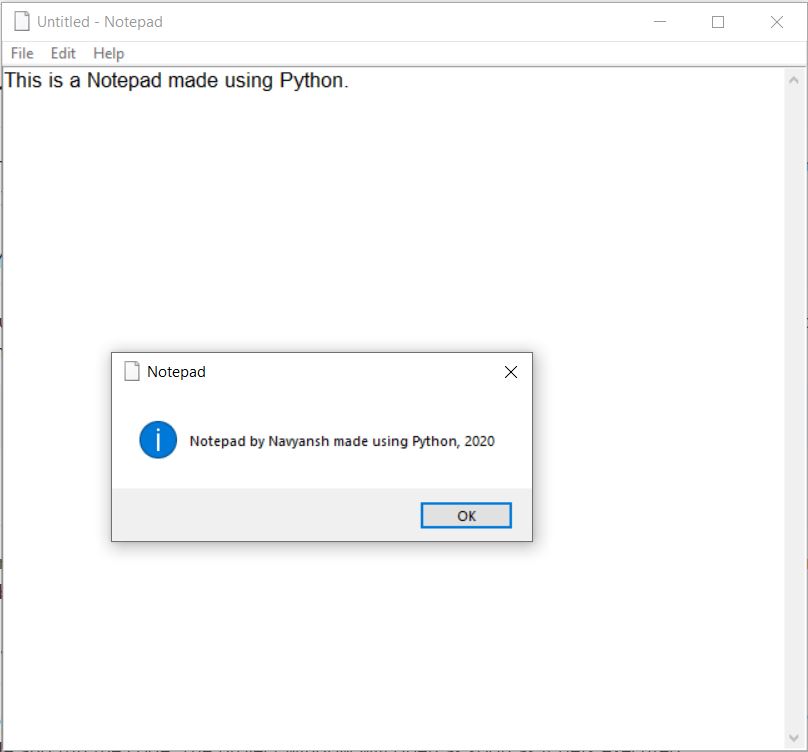 Untitled - Notepad
File Edit Help
This is a Notepad made using Python.
Notepad
Notepad by Navyansh made using Python, 2020
OK